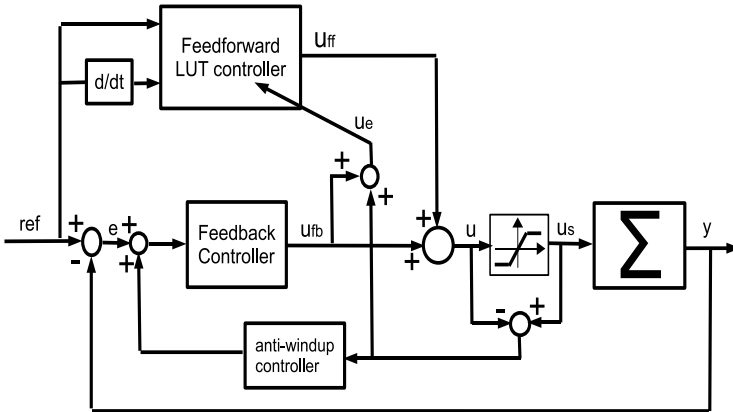 Feedforward
LUT controller
uff
d/dt
ue
+
+
ref
+
-
e
+
+
Feedback
Controller
ufb
+
+
u
us
Σ
y
-
+
anti-windup
controller